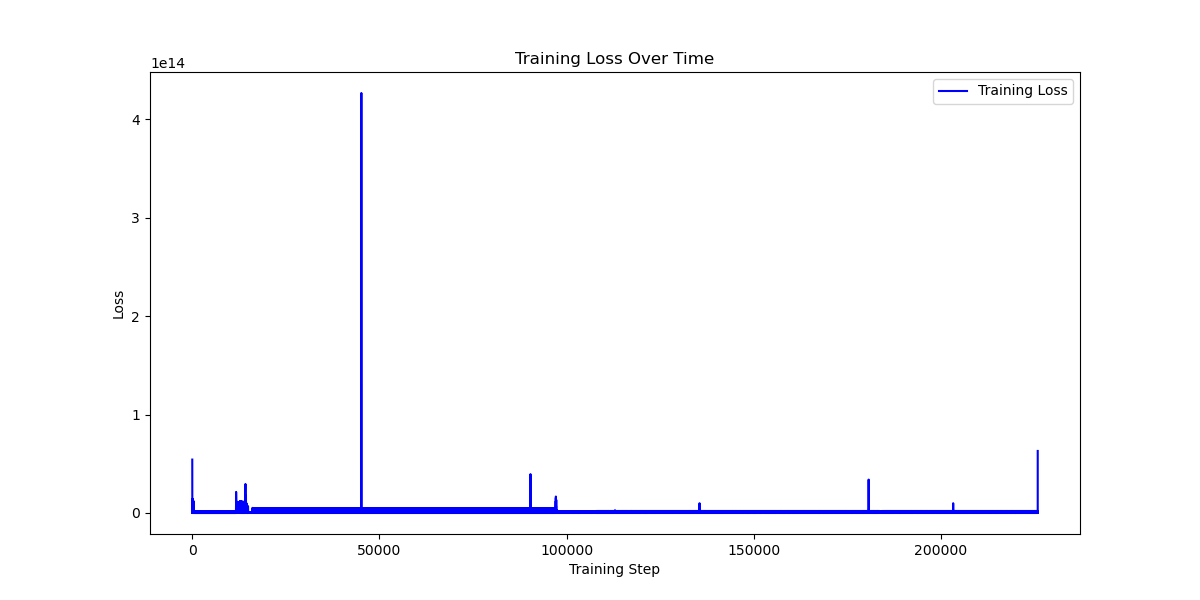 Training Loss Over Time
1e14
Training Loss
4
3
2
1
0
Loss
0
50000
100000
150000
200000
Training Step